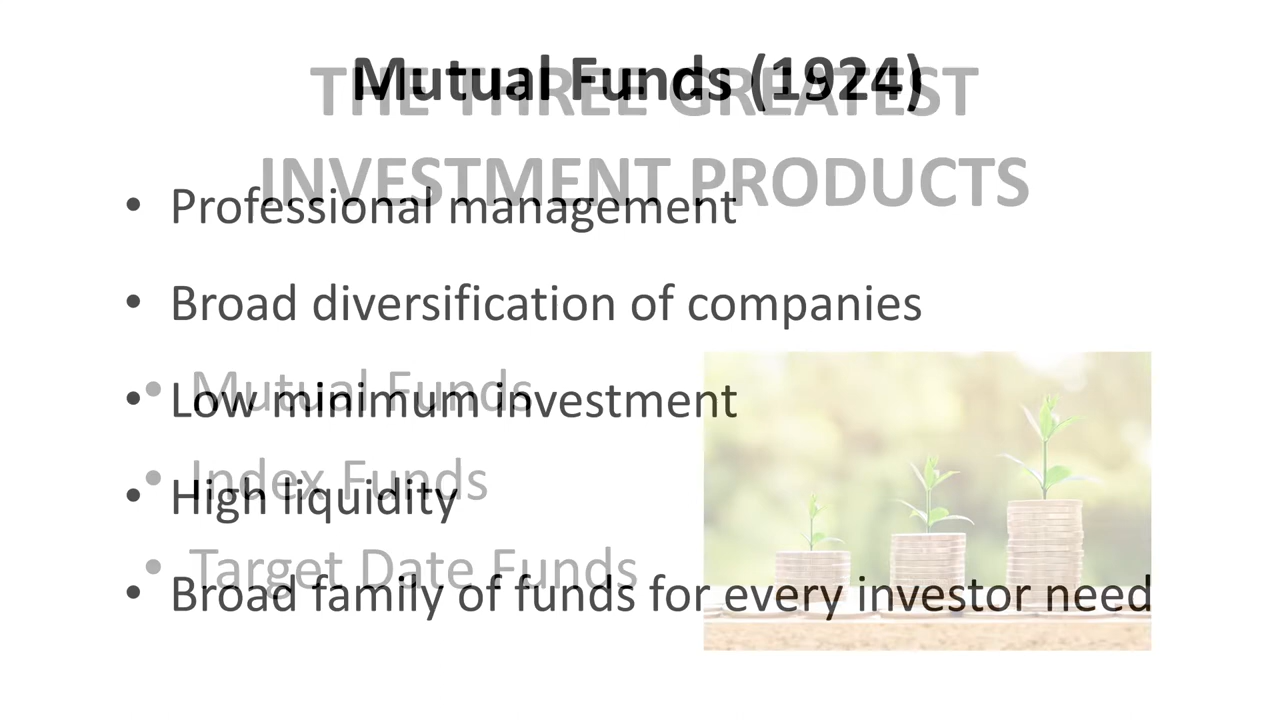 THE THREE GREATEST
INVESTMENT PRODUCTS
• Mutual Funds
• Index Funds
• Target Date Funds
Mutual Funds (1924)
• Professional management
• Broad diversification of companies
• Low minimum investment
• High liquidity
• Broad family of funds for every investor need